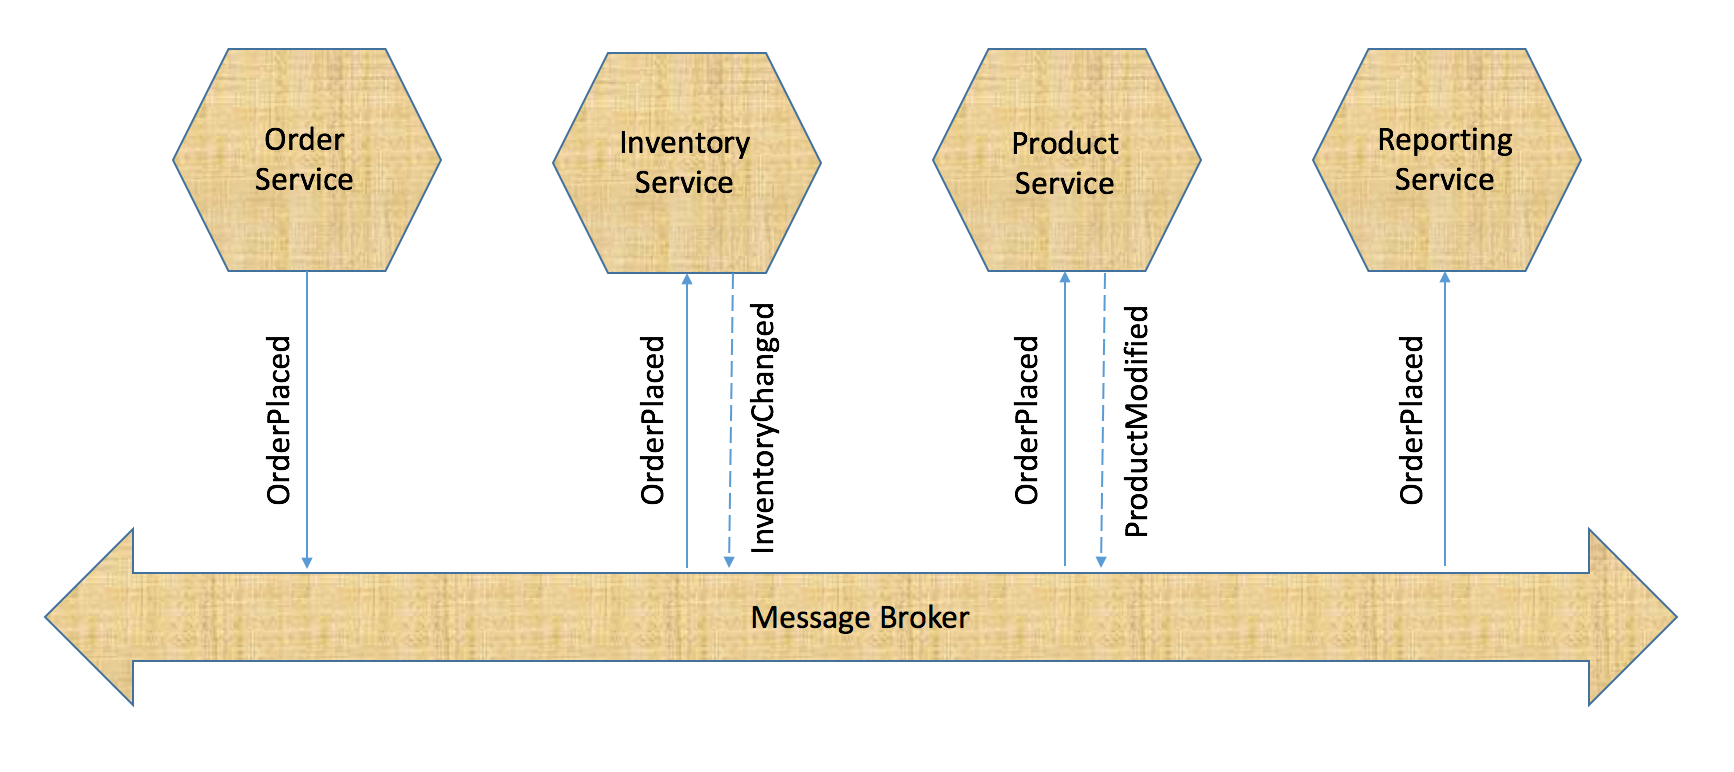 Order
Service
Inventory
Service
Product
Service
Reporting
Service
OrderPlaced
OrderPlaced
InventoryChanged
OrderPlaced
ProductModified
OrderPlaced
Message Broker